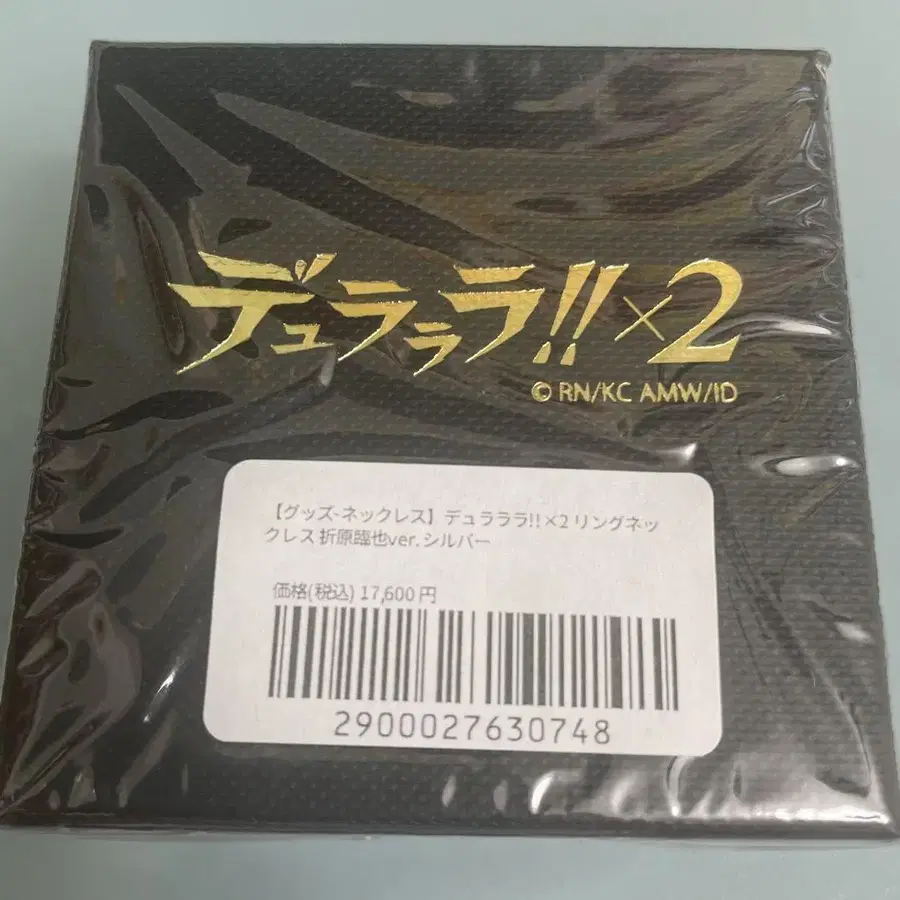 デュラララ!!×2
© RN/KC AMW/ID
【グッズ-ネックレス】デュラララ!!×2 リングネッ
クレス 折原臨也ver. シルバー
価格(税込) 17,600 円
2900027630748